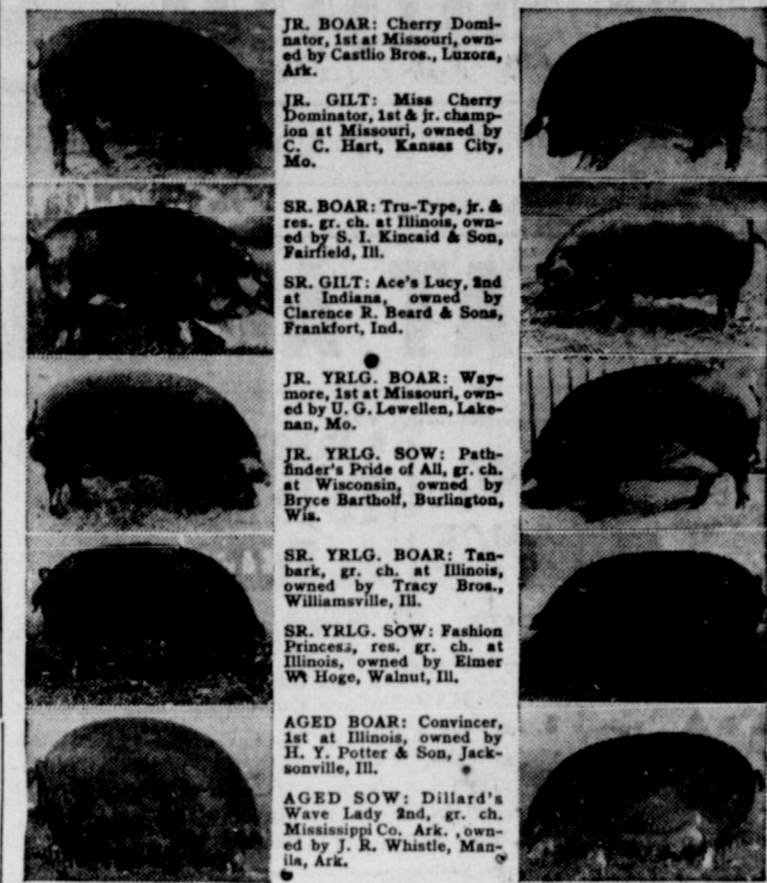 JR. BOAR: Cherry Domi-
nator, 1st at Missouri, own-
ed by Castlio Bros., Luxora,
Ark.
JR. GILT: Miss Cherry
Dominator, 1st & jr. champ-
ion at Missouri, owned by
C. C. Hart, Kansas City,
Mo.
SR. BOAR: Tru-Type, jr. &
res. gr. ch. at Illinois, own-
ed by S. I. Kincaid & Son,
Fairfield, Ill.
SR. GILT: Ace's Lucy, 2nd
at Indiana, owned by
Clarence R. Beard & Sons,
Frankfort, Ind.
JR. YRLG. BOAR: Way-
more, 1st at Missouri, own-
ed by U. G. Lewellen, Lake-
nan, Mo.
JR. YRLG. SOW: Path-
finder's Pride of All, gr. ch.
at Wisconsin, owned by
Bryce Bartholf, Burlington,
Wis.
SR. YRLG. BOAR: Tan-
bark, gr. ch. at Illinois,
owned by Tracy Bros.,
Williamsville, Ill.
SR. YRLG. SOW: Fashion
Princess, res. gr. ch. at
Illinois, owned by Elmer
Wt Hoge, Walnut, Ill.
AGED BOAR: Convincer,
1st at Illinois, owned by
H. Y. Potter & Son, Jack-
sonville, Ill.
AGED SOW: Dillard's
Wave Lady 2nd, gr. ch.
Mississippi Co. Ark. , own-
ed by J. R. Whistle, Man-
ila, Ark.